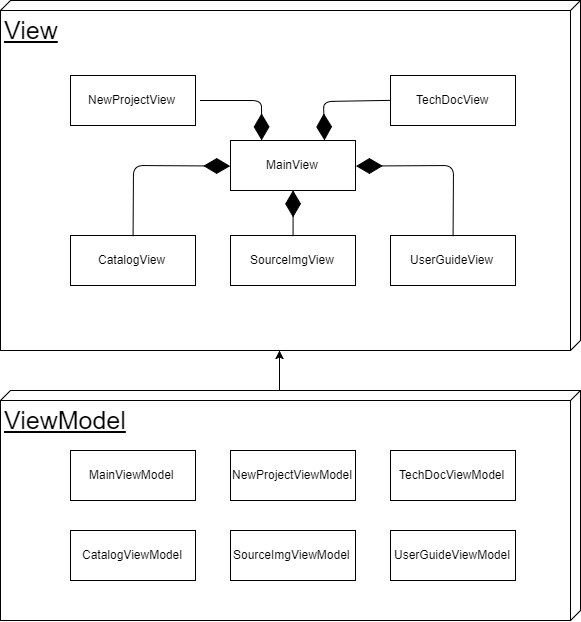 View
NewProjectView
TechDocView
MainView
CatalogView
SourceImgView
UserGuideView
ViewModel
MainViewModel
NewProjectViewModel
TechDocViewModel
CatalogViewModel
SourceImgViewModel
UserGuideViewModel